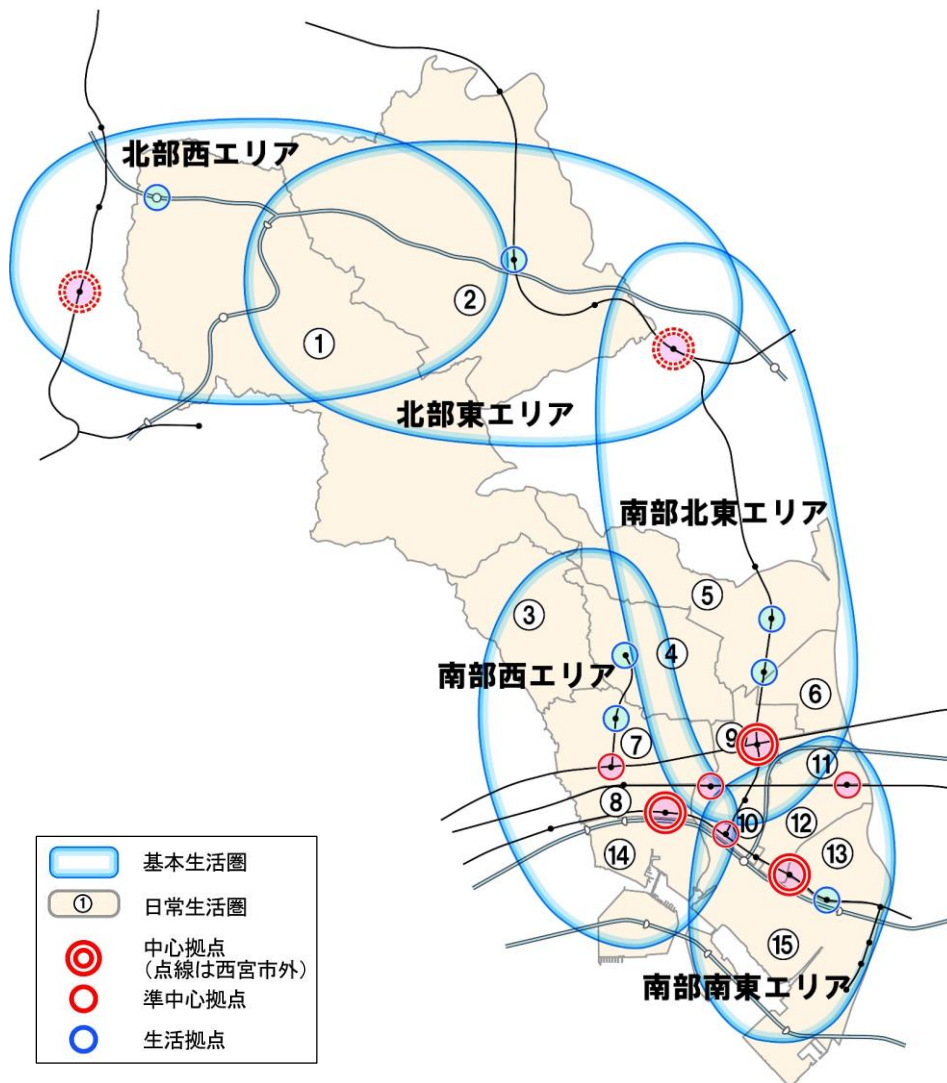 北部西エリア
②
①
北部東エリア
南部北東エリア
⑤
③
④
南部西エリア
⑥
⑨
⑦
⑪
⑧
⑩
⑫
⑬
⑭
⑮
南部南東エリア
基本生活圏
①
日常生活圏
中心拠点
(点線は西宮市外)
準中心拠点
生活拠点